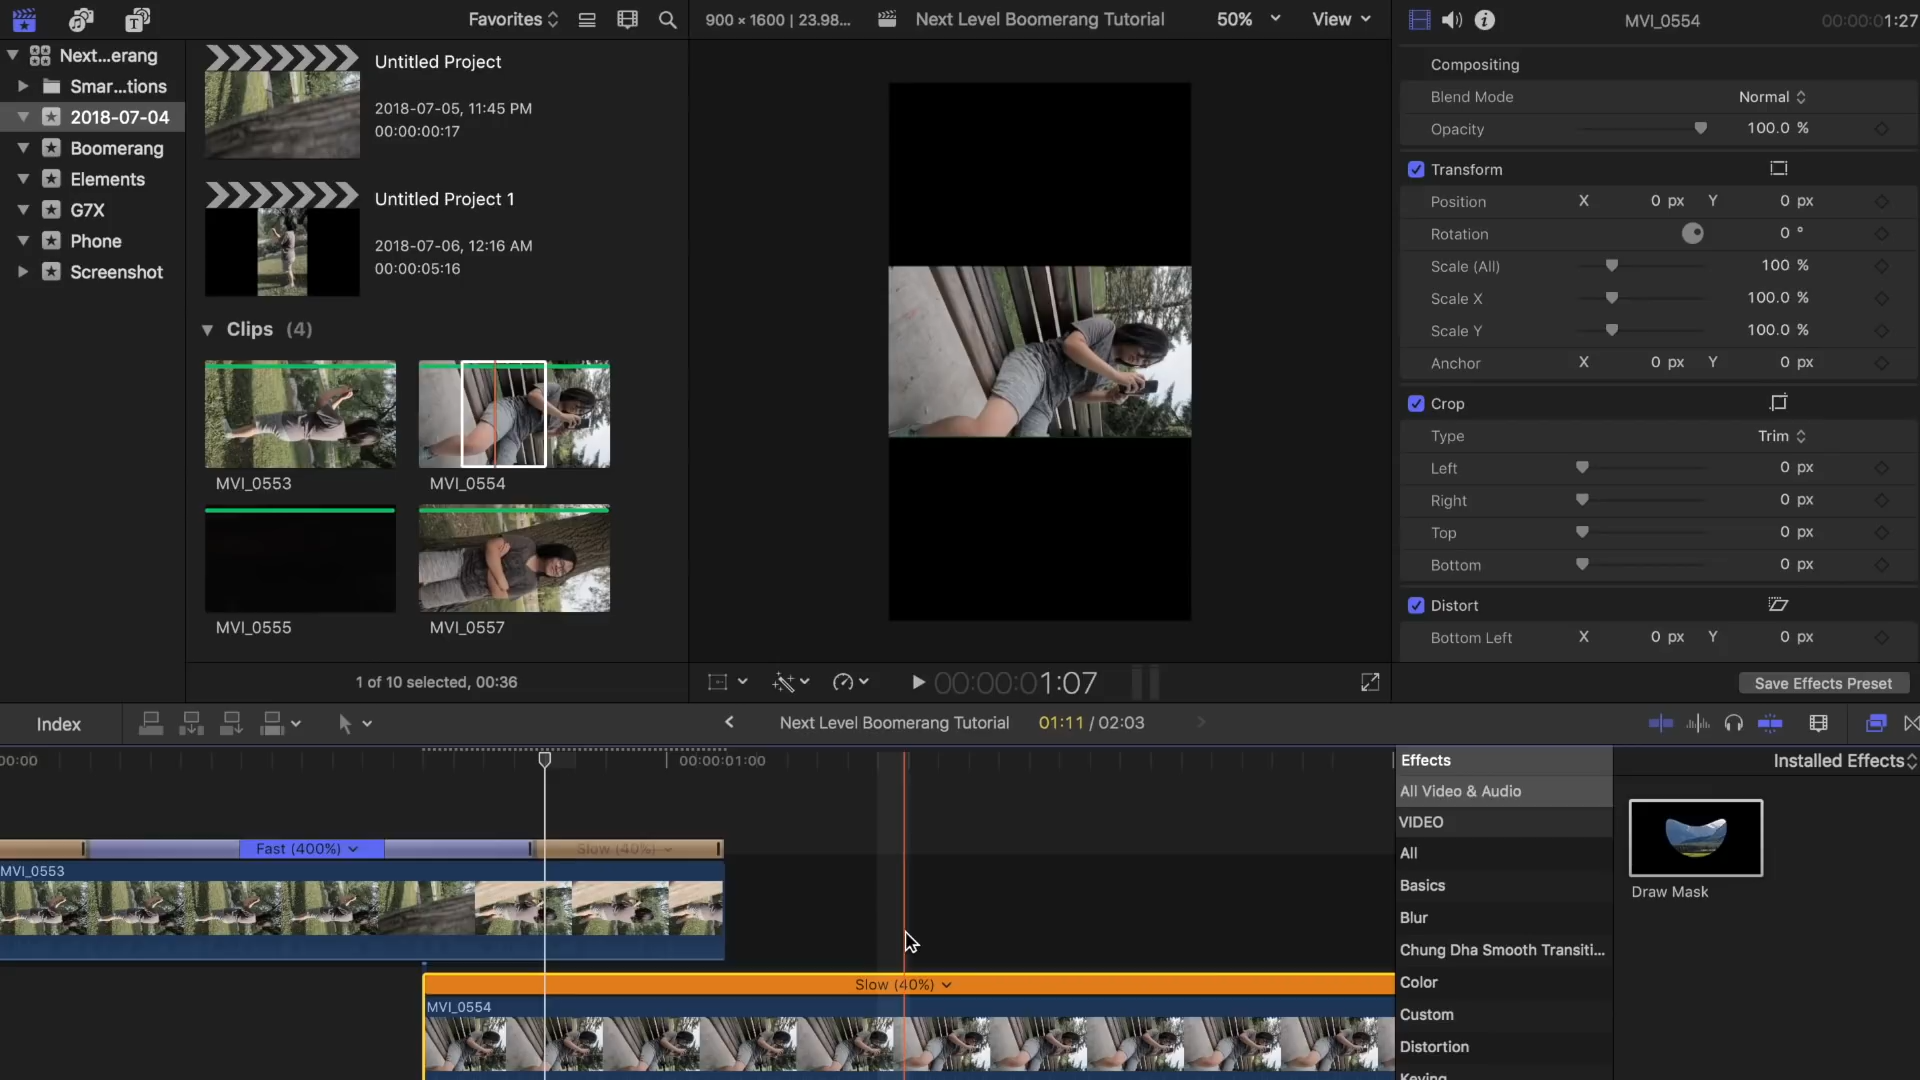 Favorites
900 × 1600 | 23.98...
Next Level Boomerang Tutorial
50%
View
MVI_0554
00:00:01:27
Next...erang
Smar...tions
2018-07-04
Boomerang
Elements
G7X
Phone
Screenshot
Untitled Project
2018-07-05, 11:45 PM
00:00:00:17
Untitled Project 1
2018-07-06, 12:16 AM
00:00:05:16
Clips (4)
MVI_0553
MVI_0554
MVI_0555
MVI_0557
1 of 10 selected, 00:36
00:00:01:07
Compositing
Blend Mode Normal
Opacity 100.0 %
Transform
Position X 0 px Y 0 px
Rotation 0 °
Scale (All) 100 %
Scale X 100.0 %
Scale Y 100.0 %
Anchor X 0 px Y 0 px
Crop
Type Trim
Left 0 px
Right 0 px
Top 0 px
Bottom 0 px
Distort
Bottom Left X 0 px Y 0 px
Save Effects Preset
Index
Next Level Boomerang Tutorial
01:11 / 02:03
00:00
00:00:01:00
Fast (400%)
Slow (40%)
MVI_0553
Slow (40%)
MVI_0554
Effects
Installed Effects
All Video & Audio
VIDEO
All
Basics
Blur
Chung Dha Smooth Transiti...
Color
Custom
Distortion
Keying
Draw Mask